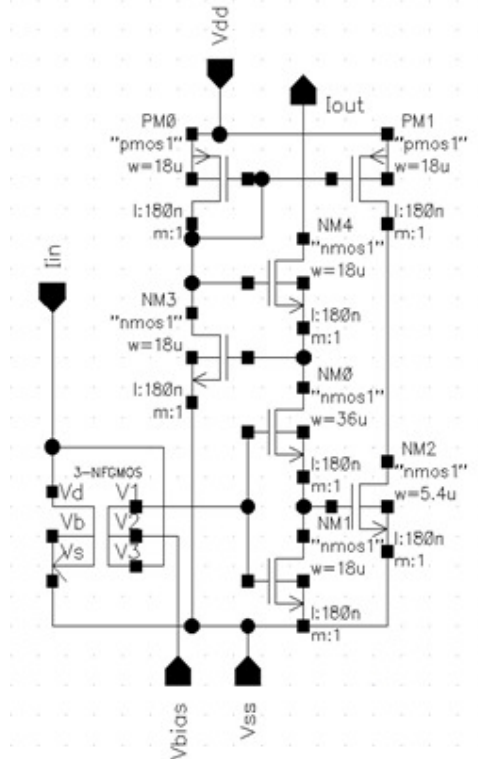 Vdd
Iout
PM0
"pmos1"
w=18u
l:180n
m:1
PM1
"pmos1"
w=18u
l:180n
m:1
Iin
NM4
"nmos1"
w=18u
l:180n
m:1
NM3
"nmos1"
w=18u
l:180n
m:1
NM0
"nmos1"
w=36u
l:180n
m:1
3-NFGMOS
Vd
Vb
Vs
V1
V2
V3
NM2
"nmos1"
w=5.4u
l:180n
m:1
NM1
"nmos1"
w=18u
l:180n
m:1
Vbias
Vss